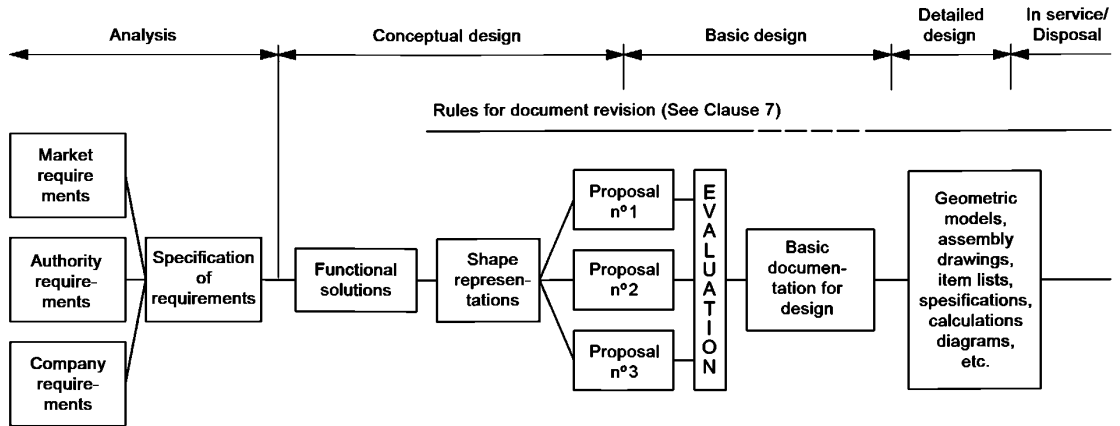 Analysis
Conceptual design
Basic design
Detailed
design
In service/
Disposal
Rules for document revision (See Clause 7)
Market
require
ments
Authority
require-
ments
Company
require-
ments
Specification
of
requirements
Functional
solutions
Shape
represen-
tations
Proposal
nº1
Proposal
nº2
Proposal
nº3
EVALUATION
Basic
documen-
tation for
design
Geometric
models,
assembly
drawings,
item lists,
spesifications,
calculations
diagrams,
etc.